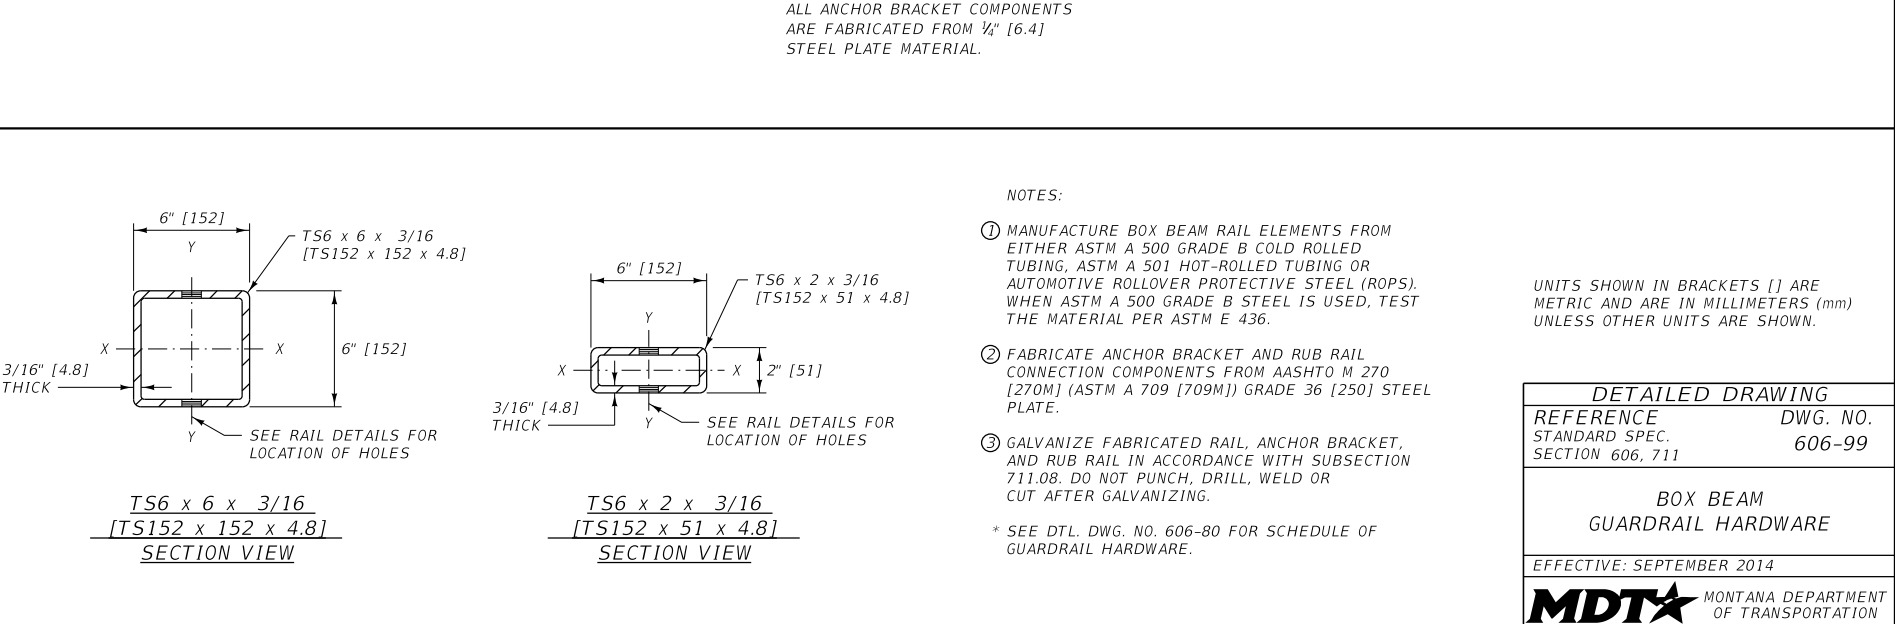 ALL ANCHOR BRACKET COMPONENTS
ARE FABRICATED FROM ¼" [6.4]
STEEL PLATE MATERIAL.
6" [152]
Y
TS6 x 6 x 3/16
[TS152 x 152 x 4.8]
X
X
6" [152]
3/16" [4.8]
THICK
Y
SEE RAIL DETAILS FOR
LOCATION OF HOLES
TS6 x 6 x 3/16
[TS152 x 152 x 4.8]
SECTION VIEW
6" [152]
TS6 x 2 x 3/16
[TS152 x 51 x 4.8]
Y
X
X
2" [51]
3/16" [4.8]
THICK
Y
SEE RAIL DETAILS FOR
LOCATION OF HOLES
TS6 x 2 x 3/16
[TS152 x 51 x 4.8]
SECTION VIEW
NOTES:
① MANUFACTURE BOX BEAM RAIL ELEMENTS FROM
EITHER ASTM A 500 GRADE B COLD ROLLED
TUBING, ASTM A 501 HOT-ROLLED TUBING OR
AUTOMOTIVE ROLLOVER PROTECTIVE STEEL (ROPS).
WHEN ASTM A 500 GRADE B STEEL IS USED, TEST
THE MATERIAL PER ASTM E 436.
② FABRICATE ANCHOR BRACKET AND RUB RAIL
CONNECTION COMPONENTS FROM AASHTO M 270
[270M] (ASTM A 709 [709M]) GRADE 36 [250] STEEL
PLATE.
③ GALVANIZE FABRICATED RAIL, ANCHOR BRACKET,
AND RUB RAIL IN ACCORDANCE WITH SUBSECTION
711.08. DO NOT PUNCH, DRILL, WELD OR
CUT AFTER GALVANIZING.
* SEE DTL. DWG. NO. 606-80 FOR SCHEDULE OF
GUARDRAIL HARDWARE.
UNITS SHOWN IN BRACKETS [] ARE
METRIC AND ARE IN MILLIMETERS (mm)
UNLESS OTHER UNITS ARE SHOWN.
DETAILED DRAWING
REFERENCE DWG. NO.
STANDARD SPEC. 606-99
SECTION 606, 711
BOX BEAM
GUARDRAIL HARDWARE
EFFECTIVE: SEPTEMBER 2014
MDT MONTANA DEPARTMENT
OF TRANSPORTATION